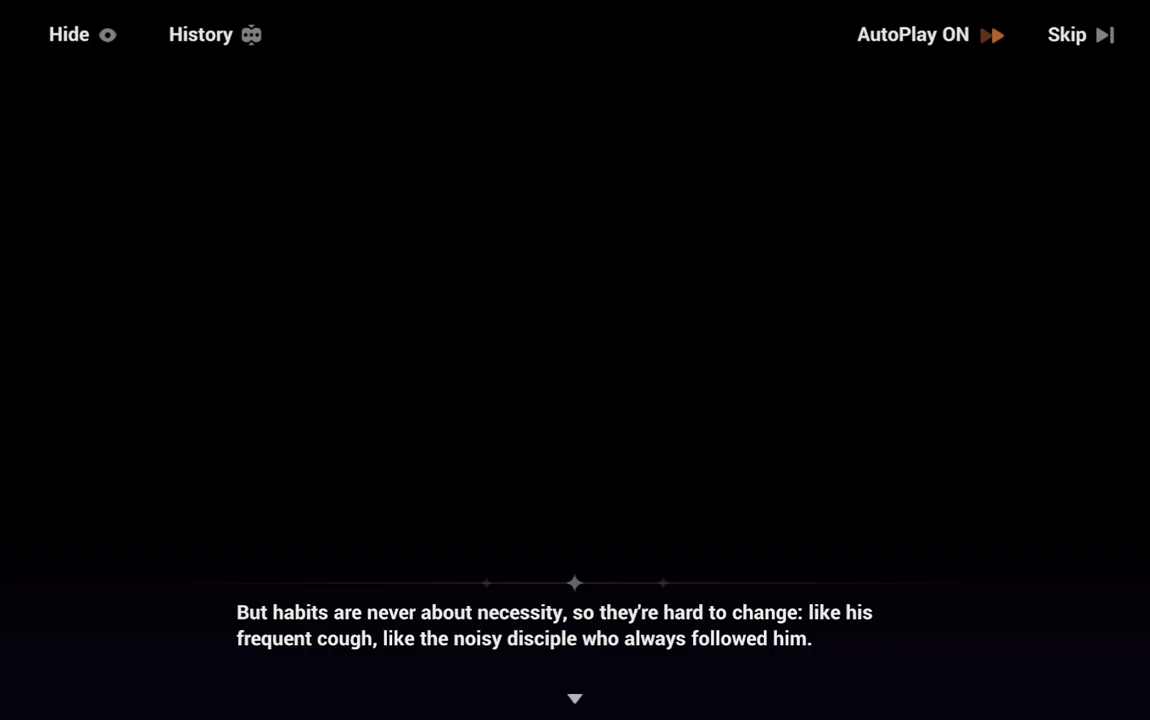 Hide
History
AutoPlay ON
Skip
But habits are never about necessity, so they're hard to change: like his
frequent cough, like the noisy disciple who always followed him.